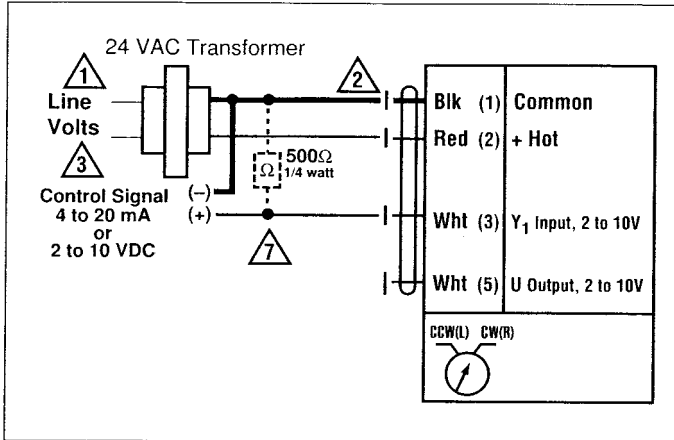 24 VAC Transformer
1
Line
Volts
2
Blk (1) Common
Red (2) + Hot
3
500Ω
Ω
1/4 watt
Control Signal (–)
4 to 20 mA (+)
or
2 to 10 VDC
7
Wht (3) Y1 Input, 2 to 10V
Wht (5) U Output, 2 to 10V
CCW(L) CW(R)